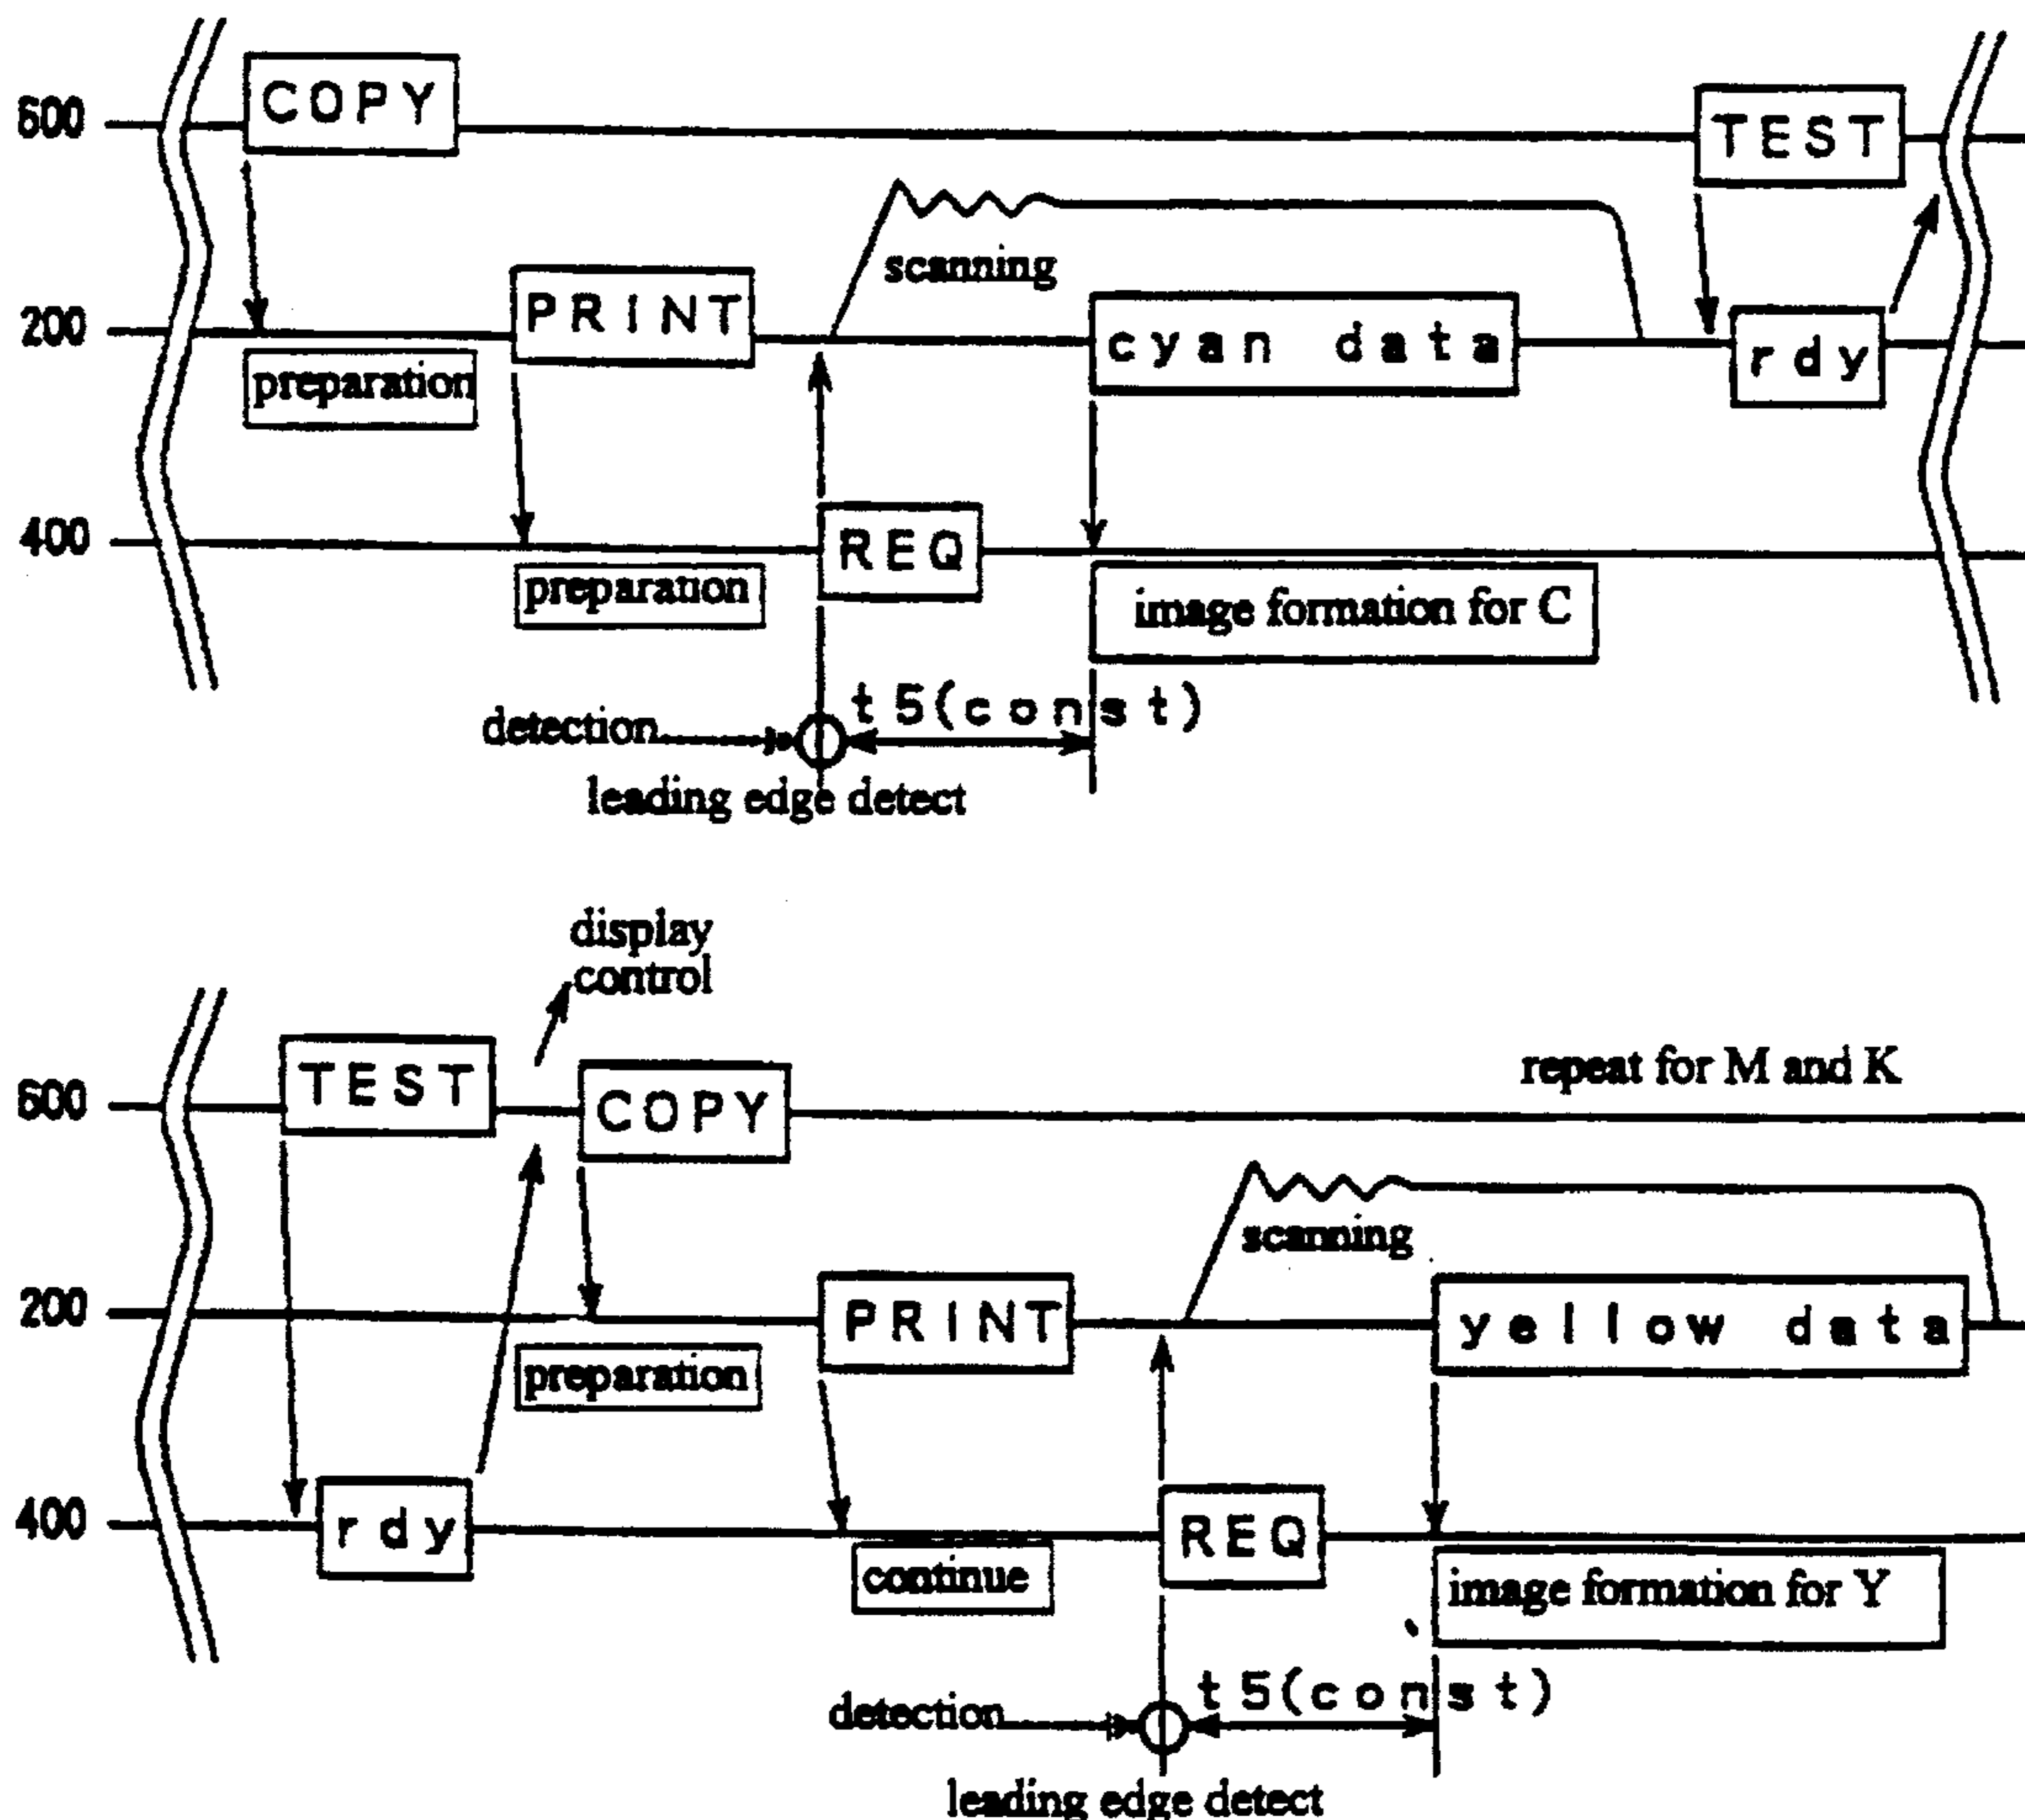 600
COPY
TEST
scanning
200
PRINT
cyan data
rdy
preparation
400
REQ
preparation
image formation for C
t5(const)
detection
leading edge detect
display
control
600
TEST
COPY
repeat for M and K
scanning
200
PRINT
yellow data
preparation
400
rdy
REQ
continue
image formation for Y
t5(const)
detection
leading edge detect